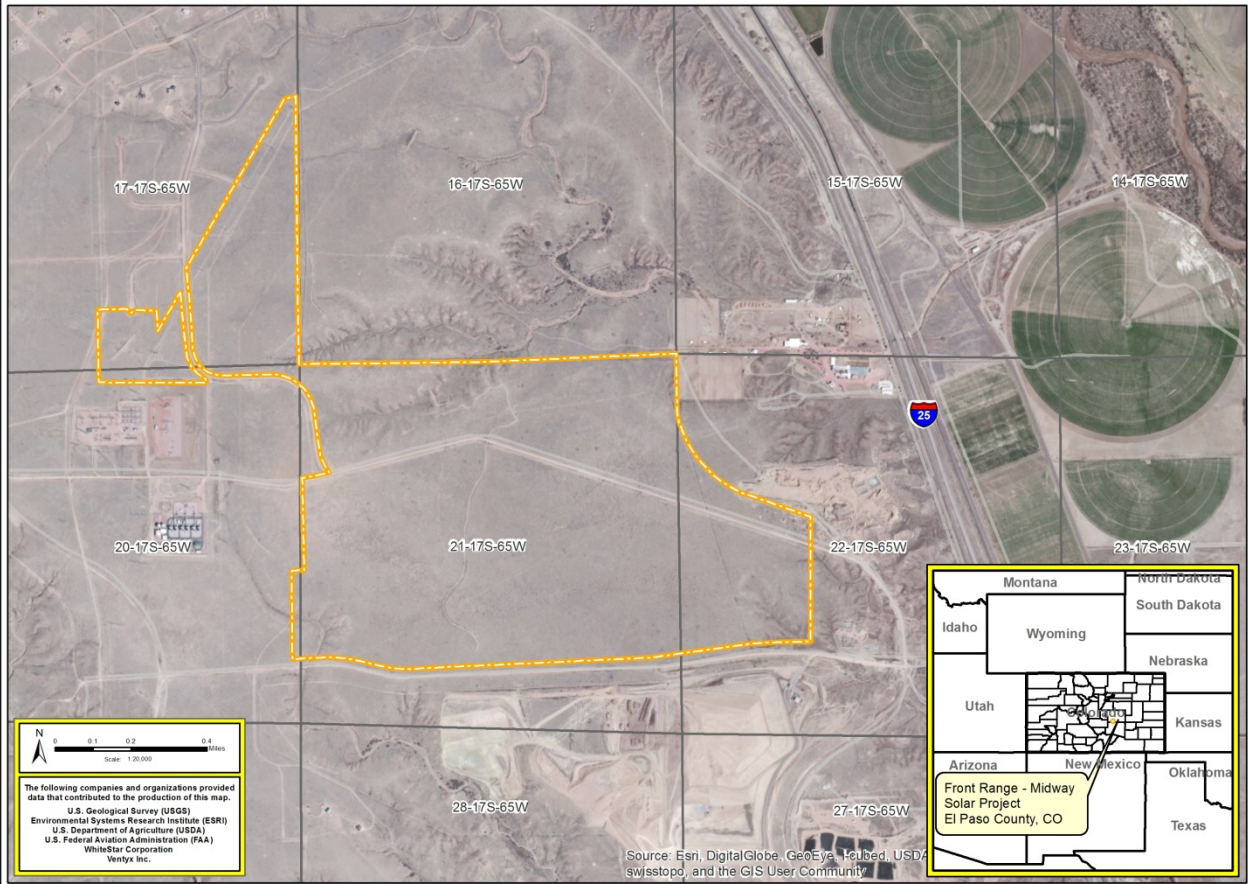 17-17S-65W
16-17S-65W
15-17S-65W
14-17S-65W
25
20-17S-65W
21-17S-65W
22-17S-65W
23-17S-65W
28-17S-65W
27-17S-65W
N
0 0.1 0.2 0.4
Miles
Scale: 1:20,000
The following companies and organizations provided
data that contributed to the production of this map.
U.S. Geological Survey (USGS)
Environmental Systems Research Institute (ESRI)
U.S. Department of Agriculture (USDA)
U.S. Federal Aviation Administration (FAA)
WhiteStar Corporation
Ventyx Inc.
Source: Esri, DigitalGlobe, GeoEye, i-cubed, USDA
swisstopo, and the GIS User Community
Montana
North Dakota
South Dakota
Idaho
Wyoming
Nebraska
Utah
Colorado
Kansas
Arizona
New Mexico
Oklahoma
Texas
Front Range - Midway
Solar Project
El Paso County, CO